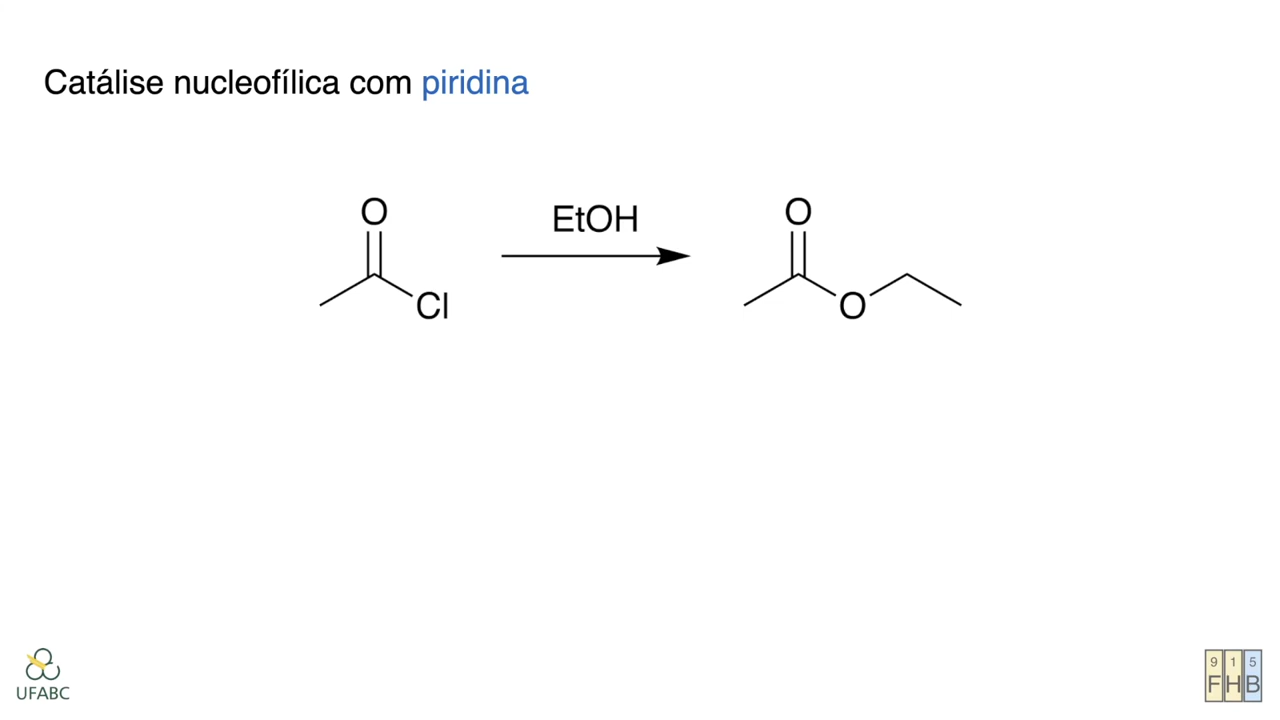 Catálise nucleofílica com piridina
O
EtOH
O
Cl
O
UFABC
9 1 5
F H B